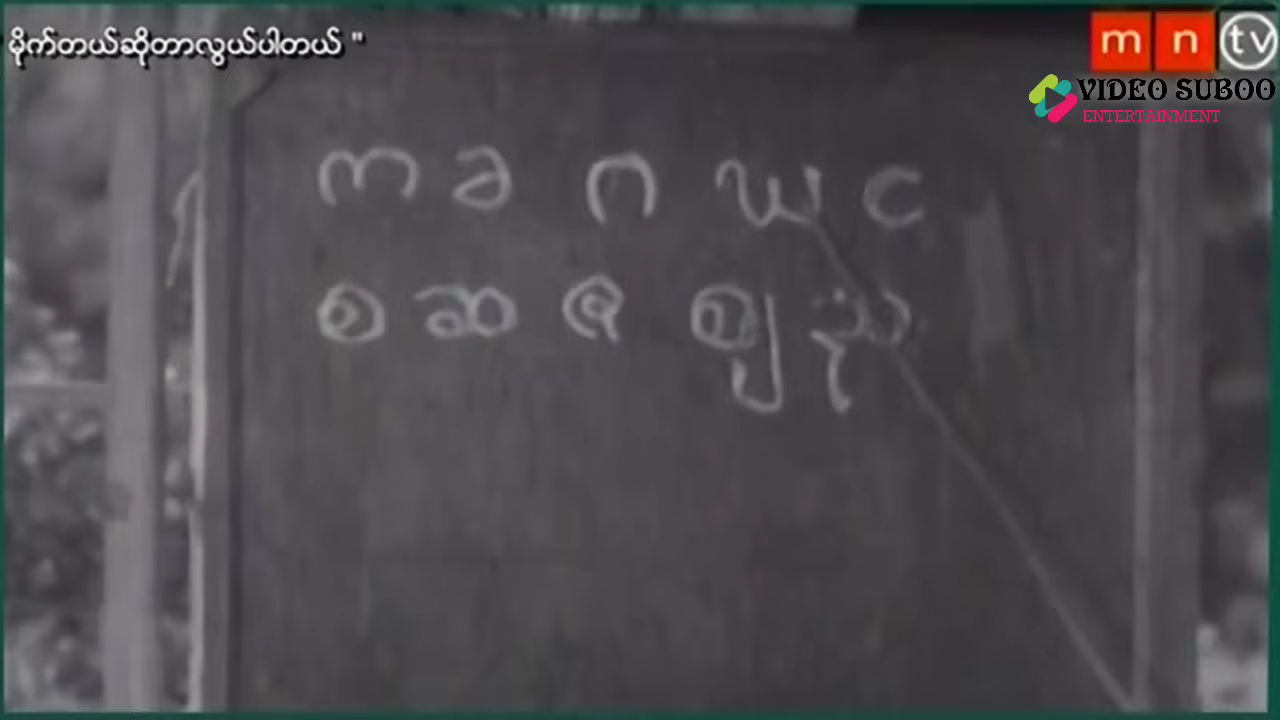 မိုက်တယ်ဆိုတာလွယ်ပါတယ် "
m n tv
VIDEO SUBOO
ENTERTAINMENT
က ခ ဂ ဃ င
စ ဆ ဇ ဈ ည